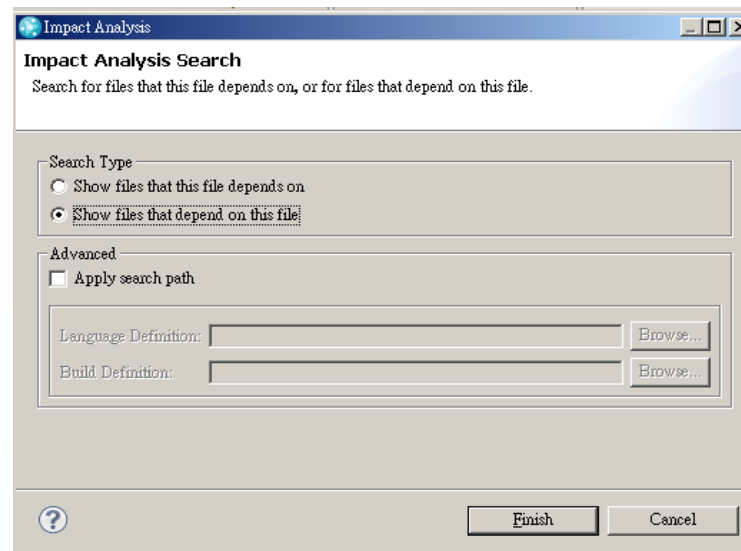 Impact Analysis
Impact Analysis Search
Search for files that this file depends on, or for files that depend on this file.
Search Type
Show files that this file depends on
Show files that depend on this file
Advanced
Apply search path
Language Definition:
Browse...
Build Definition:
Browse...
?
Finish
Cancel